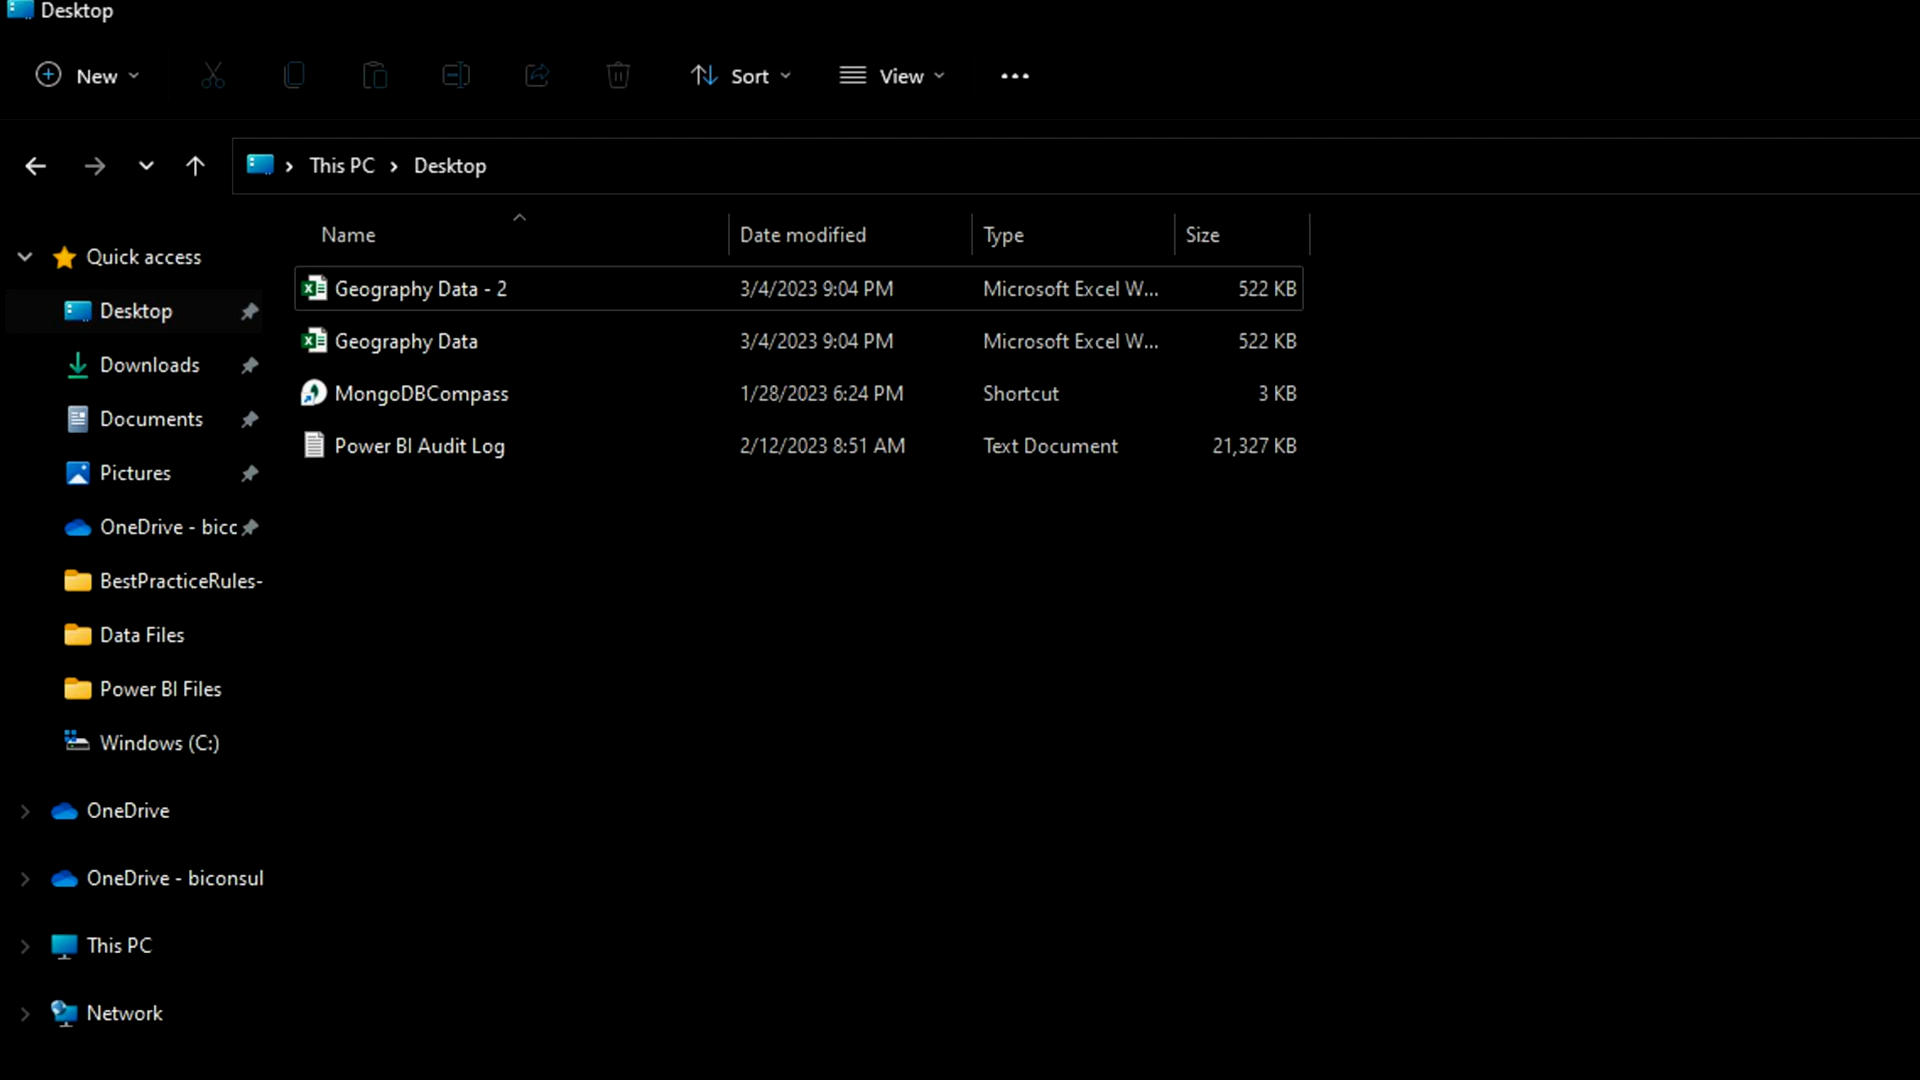 Desktop
New Sort View
This PC Desktop
Name Date modified Type Size
Quick access
Desktop
Downloads
Documents
Pictures
OneDrive - bicc
BestPracticeRules-
Data Files
Power BI Files
Windows (C:)
OneDrive
OneDrive - biconsul
This PC
Network
Geography Data - 2 3/4/2023 9:04 PM Microsoft Excel W... 522 KB
Geography Data 3/4/2023 9:04 PM Microsoft Excel W... 522 KB
MongoDBCompass 1/28/2023 6:24 PM Shortcut 3 KB
Power BI Audit Log 2/12/2023 8:51 AM Text Document 21,327 KB